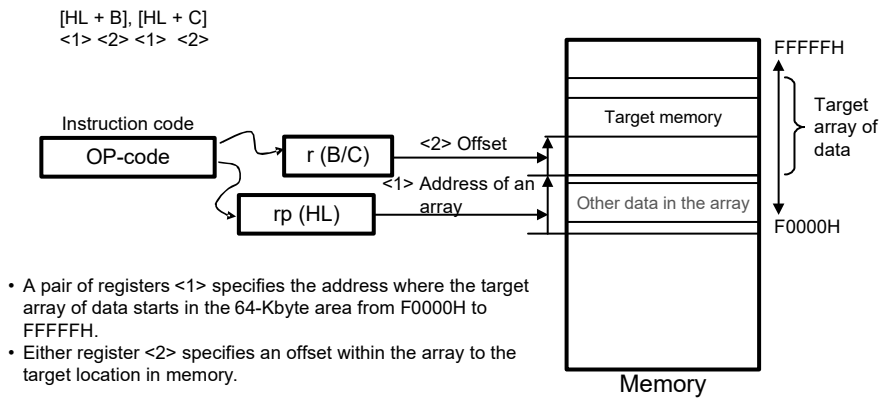 [HL + B], [HL + C]
<1> <2> <1> <2>
Instruction code
OP-code
r (B/C)
rp (HL)
<2> Offset
<1> Address of an
array
FFFFFH
Target memory
Target
array of
data
Other data in the array
F0000H
Memory
• A pair of registers <1> specifies the address where the target
array of data starts in the 64-Kbyte area from F0000H to
FFFFFH.
• Either register <2> specifies an offset within the array to the
target location in memory.